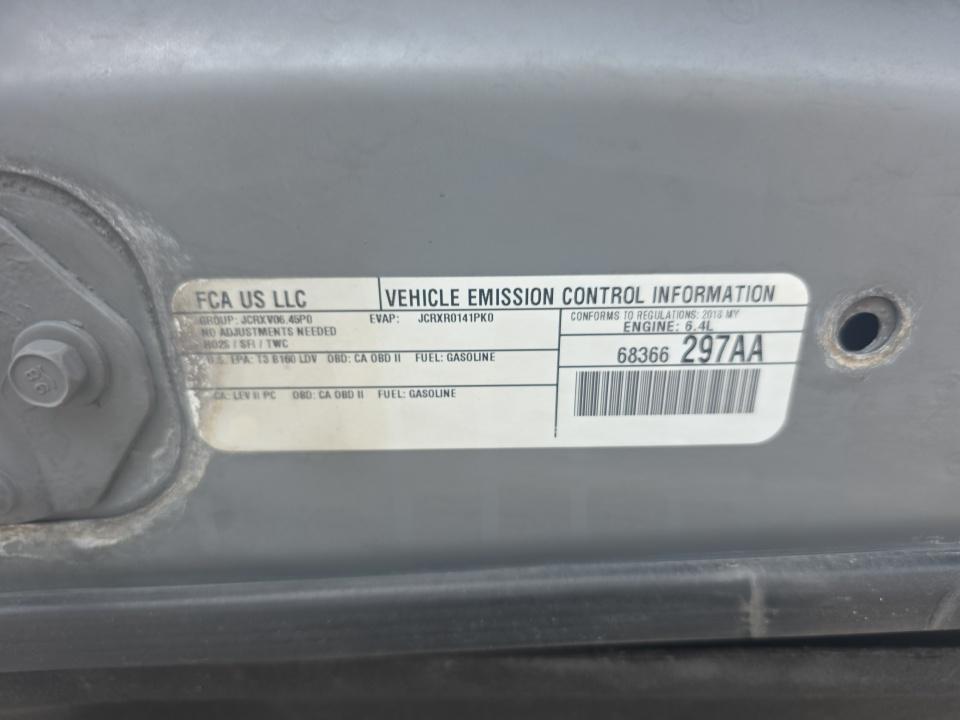 FCA US LLC
VEHICLE EMISSION CONTROL INFORMATION
GROUP: JCRXV06.45P0 EVAP: JCRXR0141PK0
NO ADJUSTMENTS NEEDED
HO2S / SFI / TWC
CONFORMS TO REGULATIONS: 2018 MY
ENGINE: 6.4L
U.S. EPA: T3 B160 LDV OBD: CA OBD II FUEL: GASOLINE
68366 297AA
CA: LEV II PC OBD: CA OBD II FUEL: GASOLINE